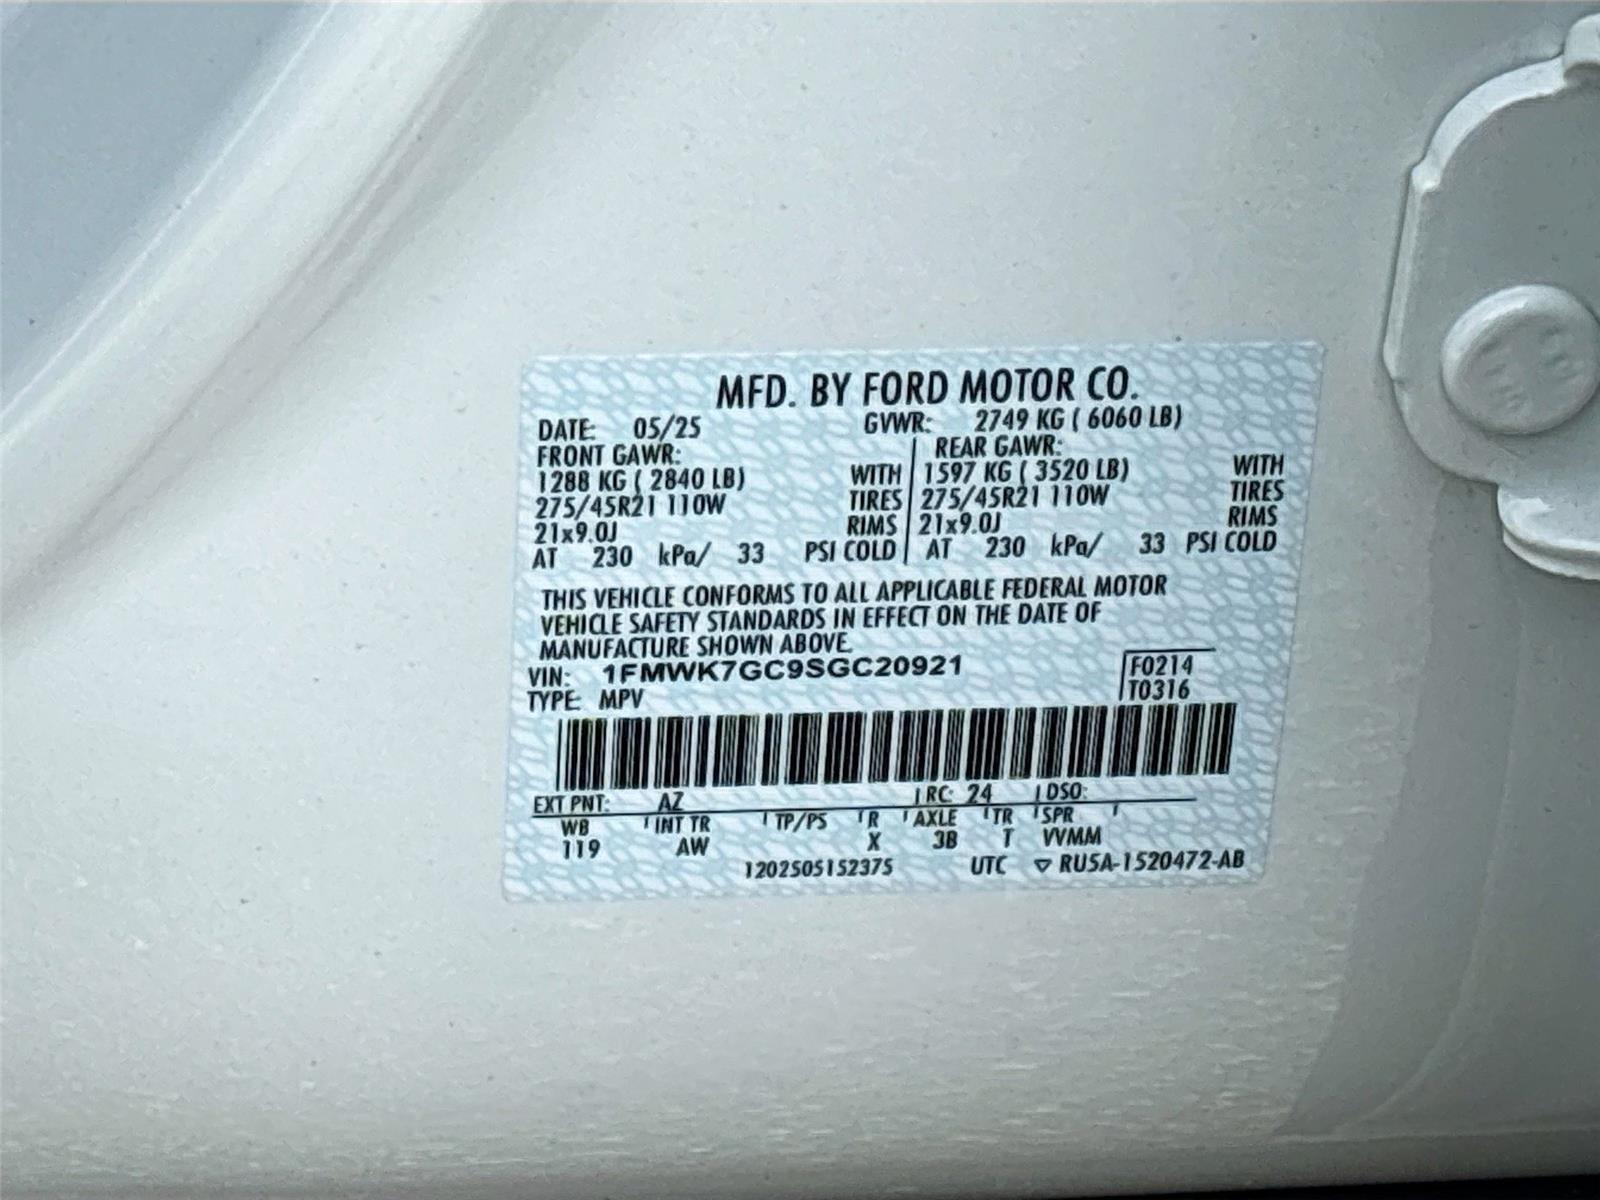 MFD. BY FORD MOTOR CO.
DATE: 05/25 GVWR: 2749 KG ( 6060 LB)
FRONT GAWR: REAR GAWR:
1288 KG ( 2840 LB) WITH 1597 KG ( 3520 LB) WITH
275/45R21 110W TIRES 275/45R21 110W TIRES
21x9.0J RIMS 21x9.0J RIMS
AT 230 kPa/ 33 PSI COLD AT 230 kPa/ 33 PSI COLD
THIS VEHICLE CONFORMS TO ALL APPLICABLE FEDERAL MOTOR
VEHICLE SAFETY STANDARDS IN EFFECT ON THE DATE OF
MANUFACTURE SHOWN ABOVE.
VIN: 1FMWK7GC9SGC20921 F0214
TYPE: MPV T0316
EXT PNT: AZ RC: 24 DSO:
WB INT TR TP/PS R AXLE TR SPR
119 AW X 3B T VVMM
1202505152375 UTC ▽ RU5A-1520472-AB